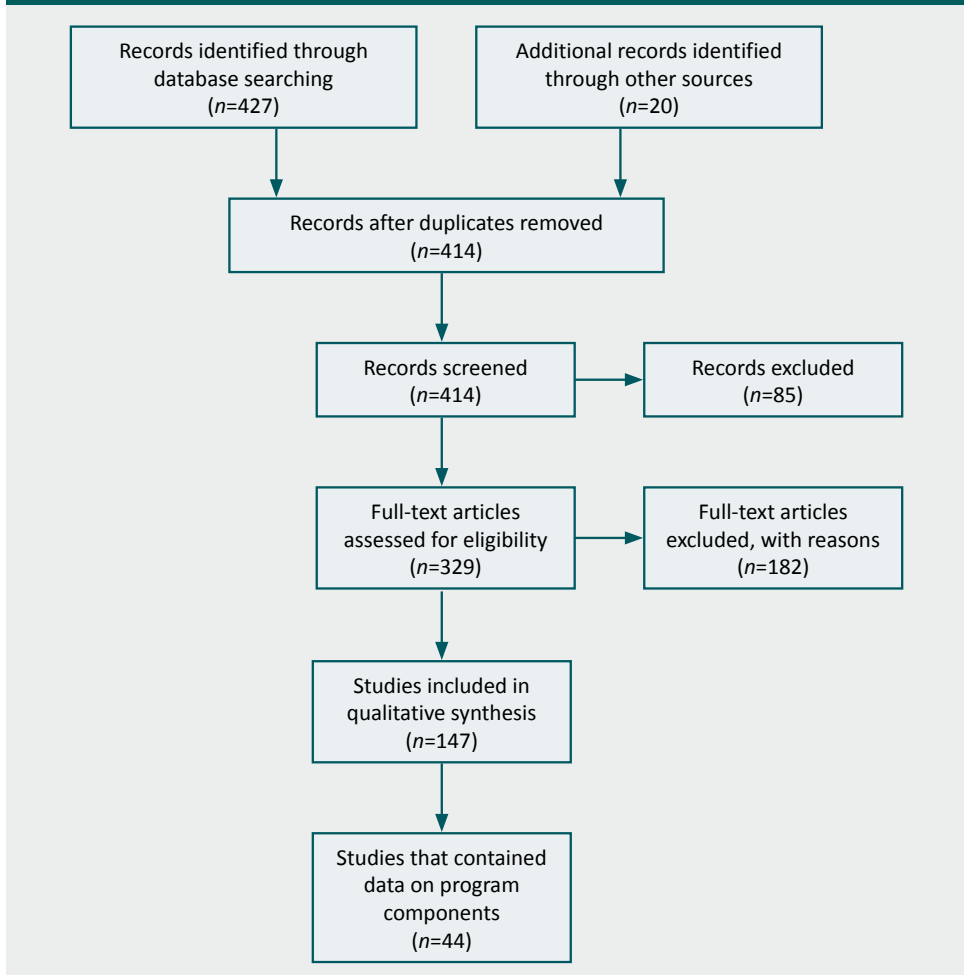 Records identified through
database searching
(n=427)
Additional records identified
through other sources
(n=20)
Records after duplicates removed
(n=414)
Records screened
(n=414)
Records excluded
(n=85)
Full-text articles
assessed for eligibility
(n=329)
Full-text articles
excluded, with reasons
(n=182)
Studies included in
qualitative synthesis
(n=147)
Studies that contained
data on program
components
(n=44)